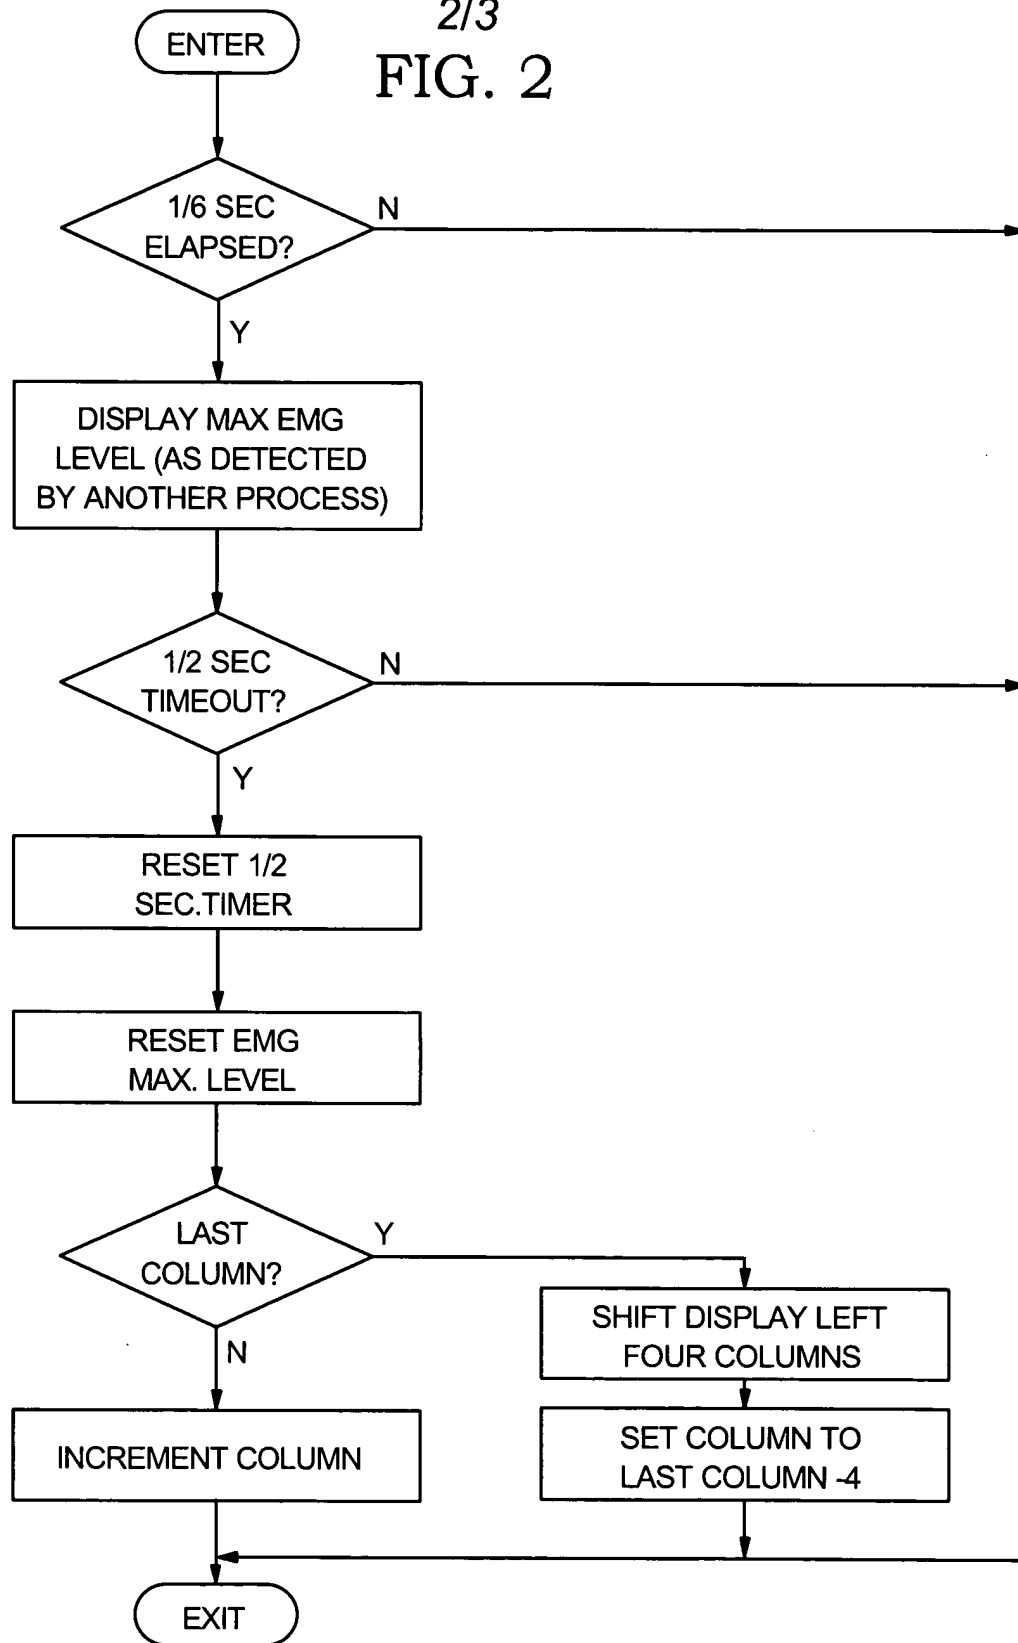 2/3
FIG. 2
ENTER
1/6 SEC
ELAPSED?
N
Y
DISPLAY MAX EMG
LEVEL (AS DETECTED
BY ANOTHER PROCESS)
1/2 SEC
TIMEOUT?
N
Y
RESET 1/2
SEC.TIMER
RESET EMG
MAX. LEVEL
LAST
COLUMN?
Y
N
SHIFT DISPLAY LEFT
FOUR COLUMNS
INCREMENT COLUMN
SET COLUMN TO
LAST COLUMN -4
EXIT